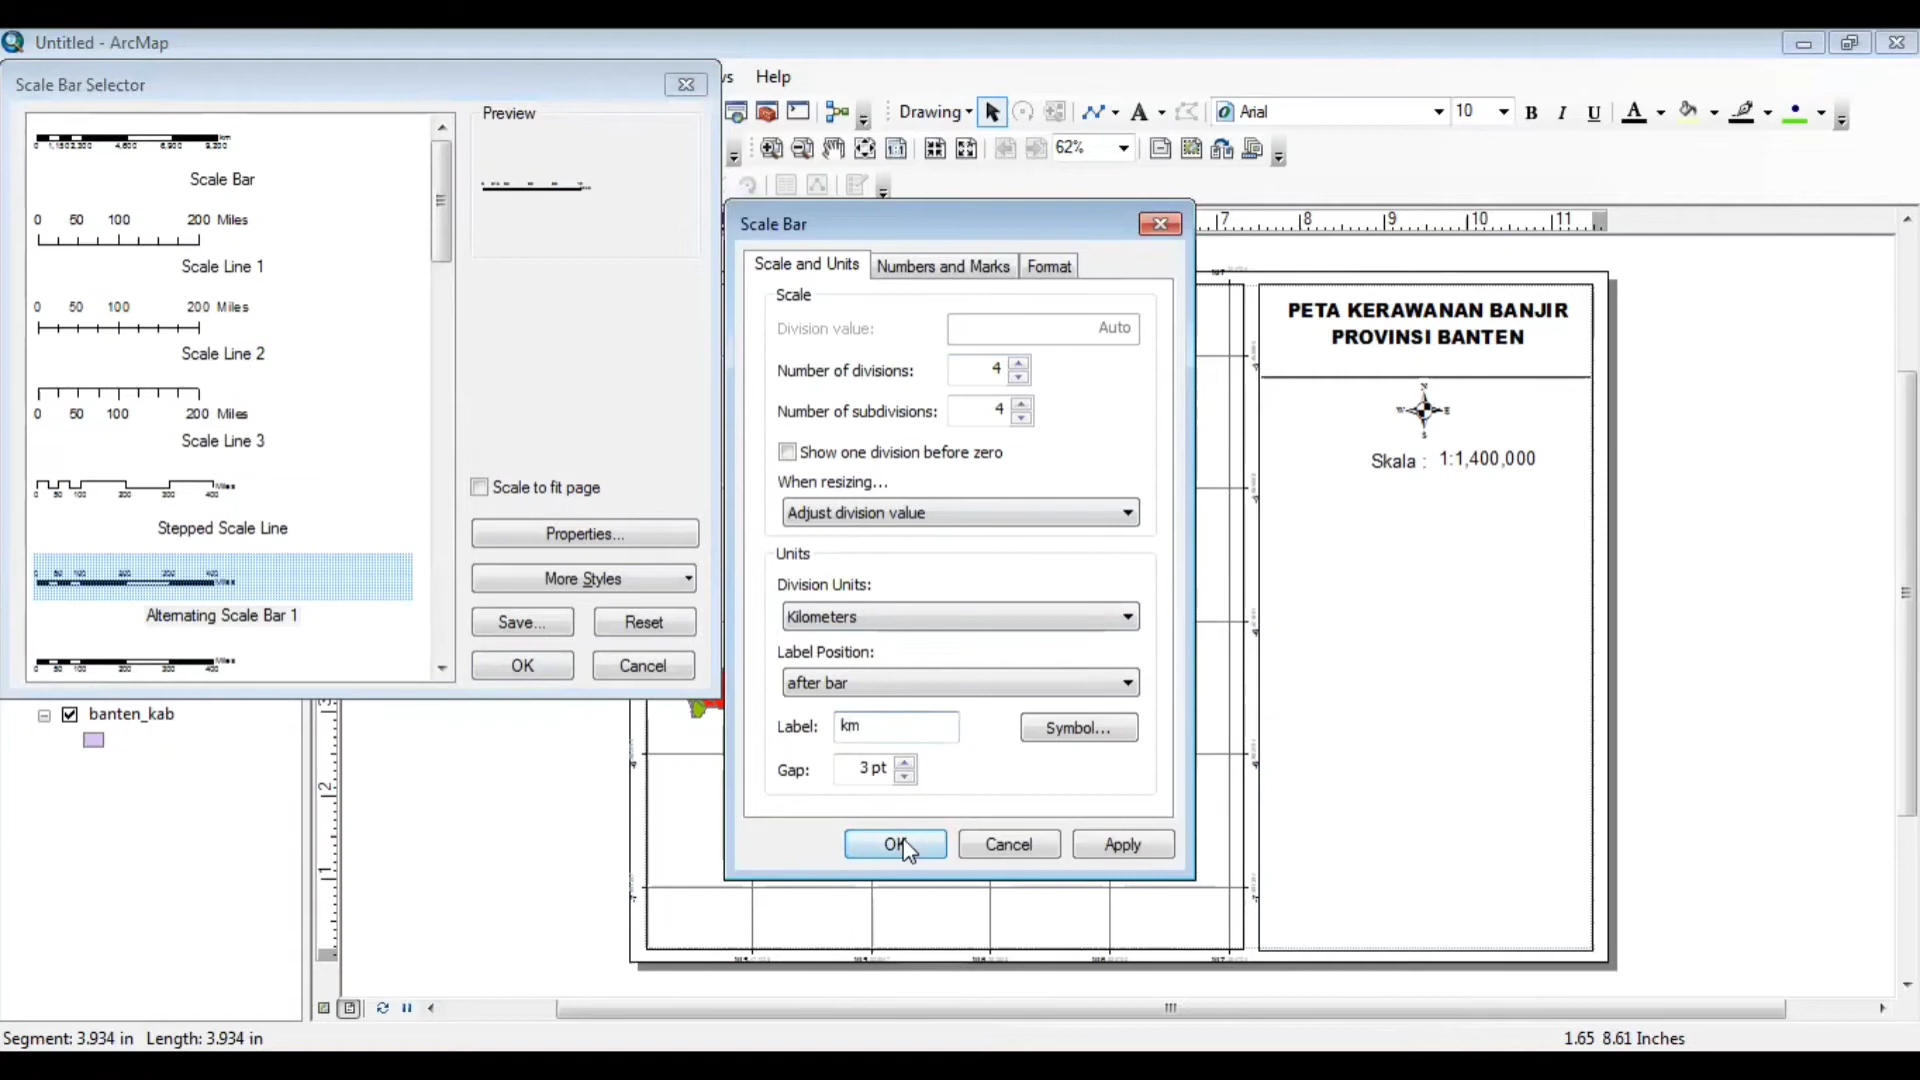 Untitled - ArcMap
Scale Bar Selector
Help
Preview
Drawing
Arial
10
B I U A
62%
Scale Bar
0 50 100 200 Miles
Scale Line 1
0 50 100 200 Miles
Scale Line 2
0 50 100 200 Miles
Scale Line 3
Stepped Scale Line
Alternating Scale Bar 1
Scale to fit page
Properties...
More Styles
Save...
Reset
OK
Cancel
banten_kab
Scale Bar
Scale and Units
Numbers and Marks
Format
Scale
Division value:
Auto
Number of divisions:
4
Number of subdivisions:
4
Show one division before zero
When resizing...
Adjust division value
Units
Division Units:
Kilometers
Label Position:
after bar
Label:
km
Symbol...
Gap:
3 pt
OK
Cancel
Apply
7 8 9 10 11
2
1
PETA KERAWANAN BANJIR
PROVINSI BANTEN
N
W E
S
Skala : 1:1,400,000
Segment: 3.934 in Length: 3.934 in
1.65 8.61 Inches